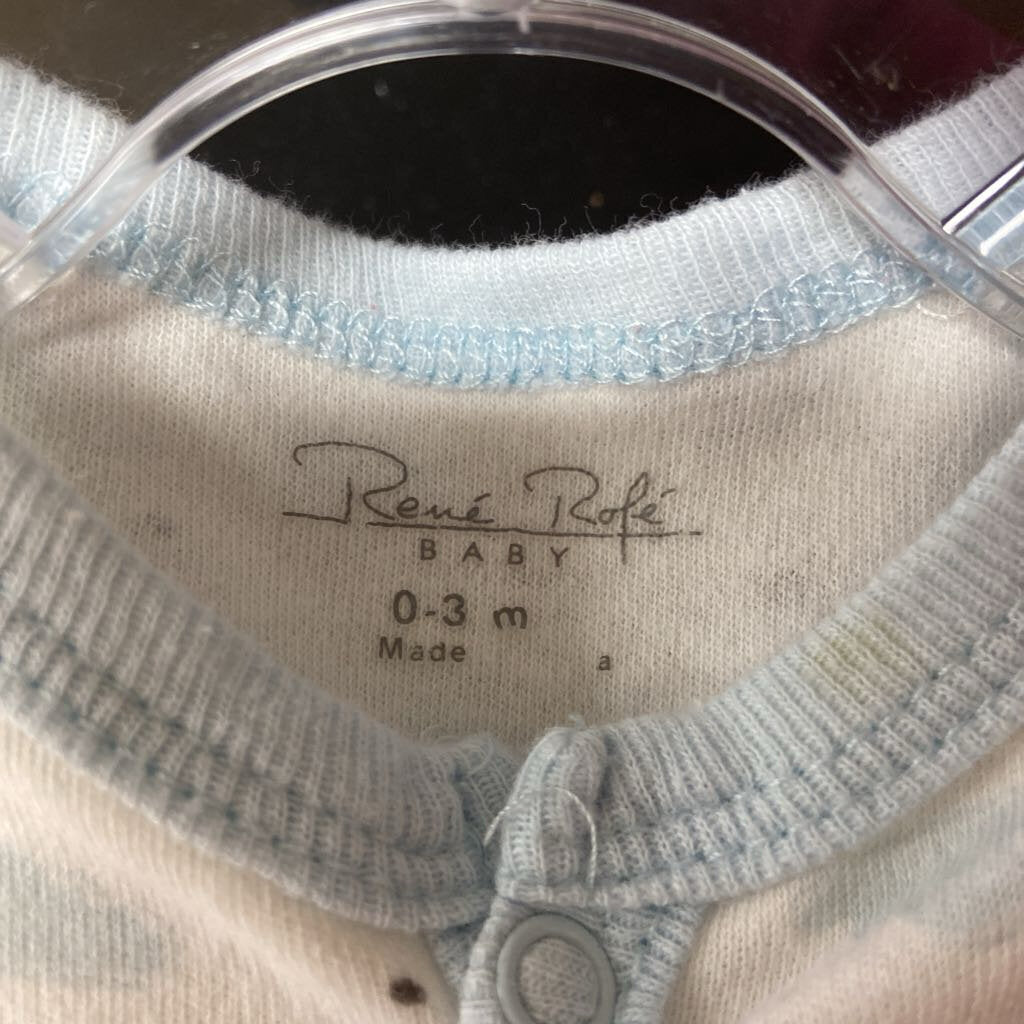 René Rofé
BABY
0-3 m
Made a